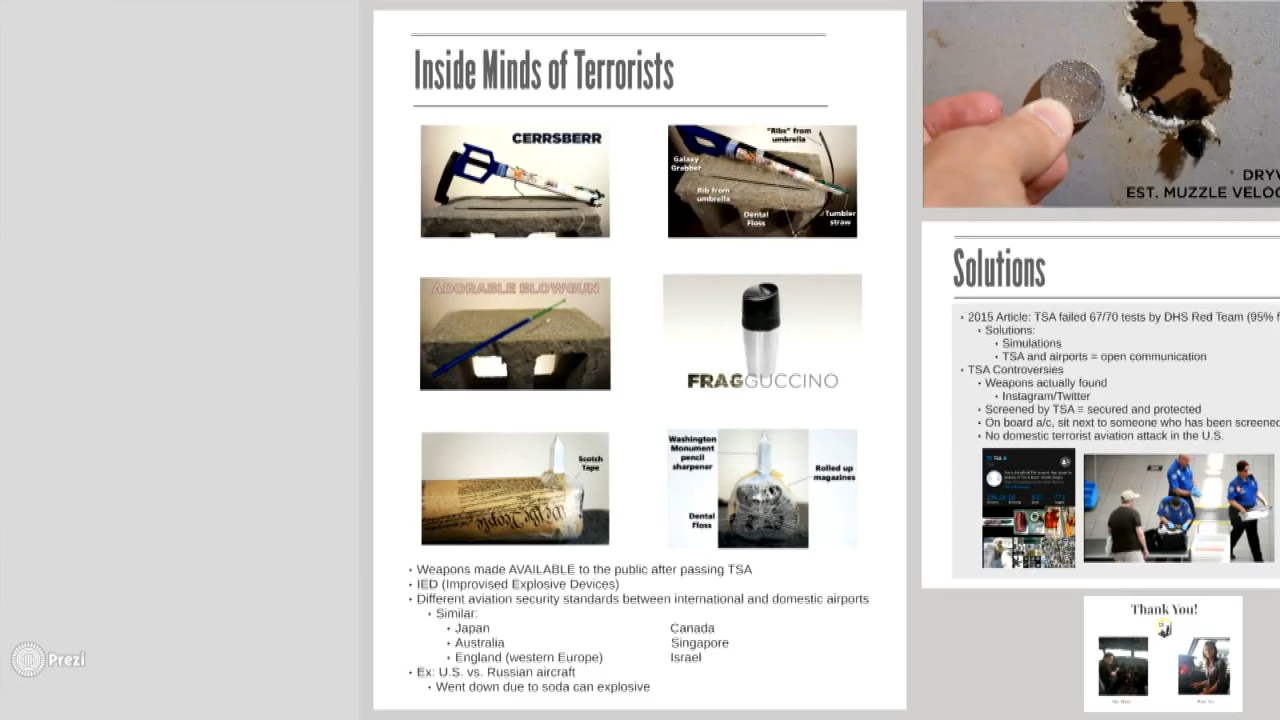 Inside Minds of Terrorists
CERRSBERR
"Ribs" from
umbrella
Galaxy
Grabber
Rib from
umbrella
Dental
Floss
Tumbler
straw
ADORABLE BLOWGUN
FRAGGUCCINO
Scotch
Tape
We the People
Washington
Monument
pencil
sharpener
Rolled up
magazines
Dental
Floss
• Weapons made AVAILABLE to the public after passing TSA
• IED (Improvised Explosive Devices)
• Different aviation security standards between international and domestic airports
• Similar:
• Japan Canada
• Australia Singapore
• England (western Europe) Israel
• Ex: U.S. vs. Russian aircraft
• Went down due to soda can explosive
EST. MUZZLE
Solutions
• 2015 Article: TSA failed 67/70 tests by DHS Red Team (95%
• Solutions:
• Simulations
• TSA and airports = open communication
• TSA Controversies
• Weapons actually found
• Instagram/Twitter
• Screened by TSA = secured and protected
• On board a/c, sit next to someone who has been screened
• No domestic terrorist aviation attack in the U.S.
TSA
Thank You!
Prezi